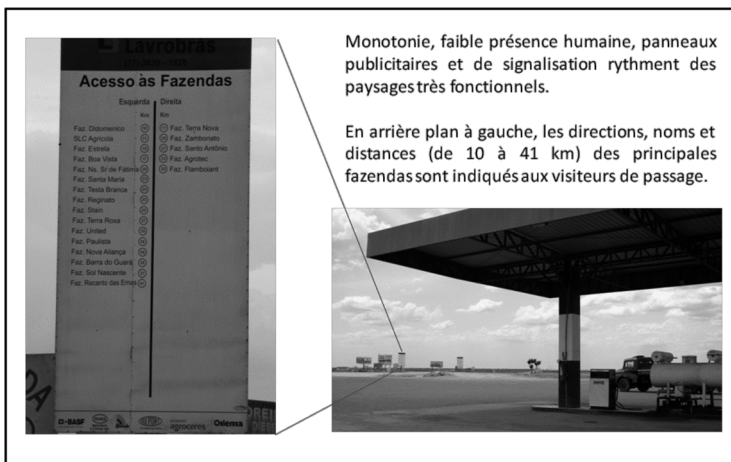 Lavrobrás
Acesso às Fazendas
Esquerda Direita
Km Km
Faz. Didomenico
SLC Agrícola
Faz. Estrela
Faz. Boa Vista
Faz. Ns. Sr de Fátima
Faz. Santa Maria
Faz. Testa Branca
Faz. Reginato
Faz. Stain
Faz. Terra Roxa
Faz. United
Faz. Paulista
Faz. Nova Aliança
Faz. Barra do Guará
Faz. Sol Nascente
Faz. Recanto das Emas
Faz. Terra Nova
Faz. Zambonato
Faz. Santo Antônio
Faz. Agrotec
Faz. Flamboiant
BASF
agroceres
Monotonie, faible présence humaine, panneaux
publicitaires et de signalisation rythment des
paysages très fonctionnels.
En arrière plan à gauche, les directions, noms et
distances (de 10 à 41 km) des principales
fazendas sont indiqués aux visiteurs de passage.